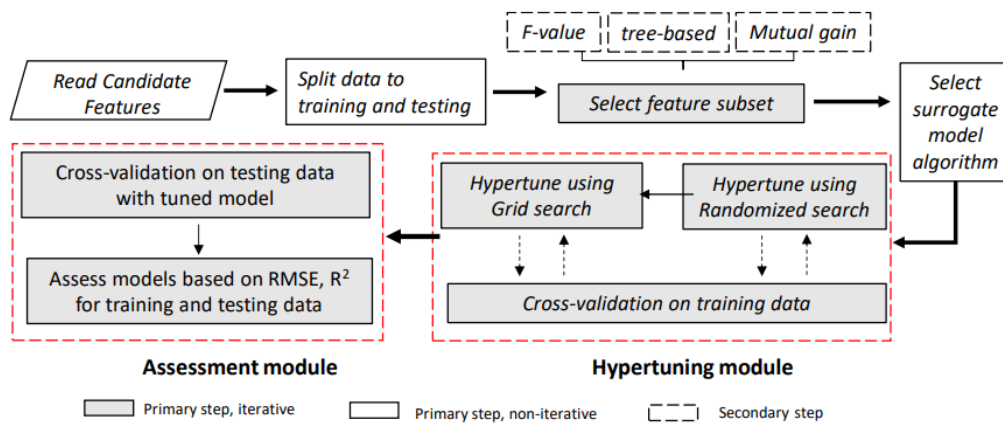 F-value
tree-based
Mutual gain
Read Candidate
Features
Split data to
training and testing
Select feature subset
Select
surrogate
model
algorithm
Cross-validation on testing data
with tuned model
Assess models based on RMSE, R²
for training and testing data
Hypertune using
Grid search
Hypertune using
Randomized search
Cross-validation on training data
Assessment module
Hypertuning module
Primary step, iterative
Primary step, non-iterative
Secondary step